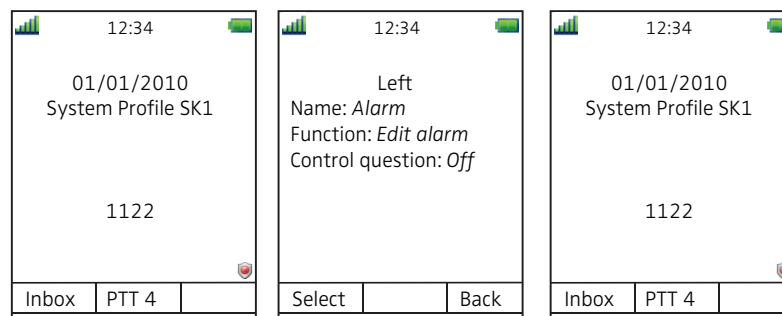 12:34
01/01/2010
System Profile SK1
1122
Inbox PTT 4
12:34
Left
Name: Alarm
Function: Edit alarm
Control question: Off
Select Back
12:34
01/01/2010
System Profile SK1
1122
Inbox PTT 4